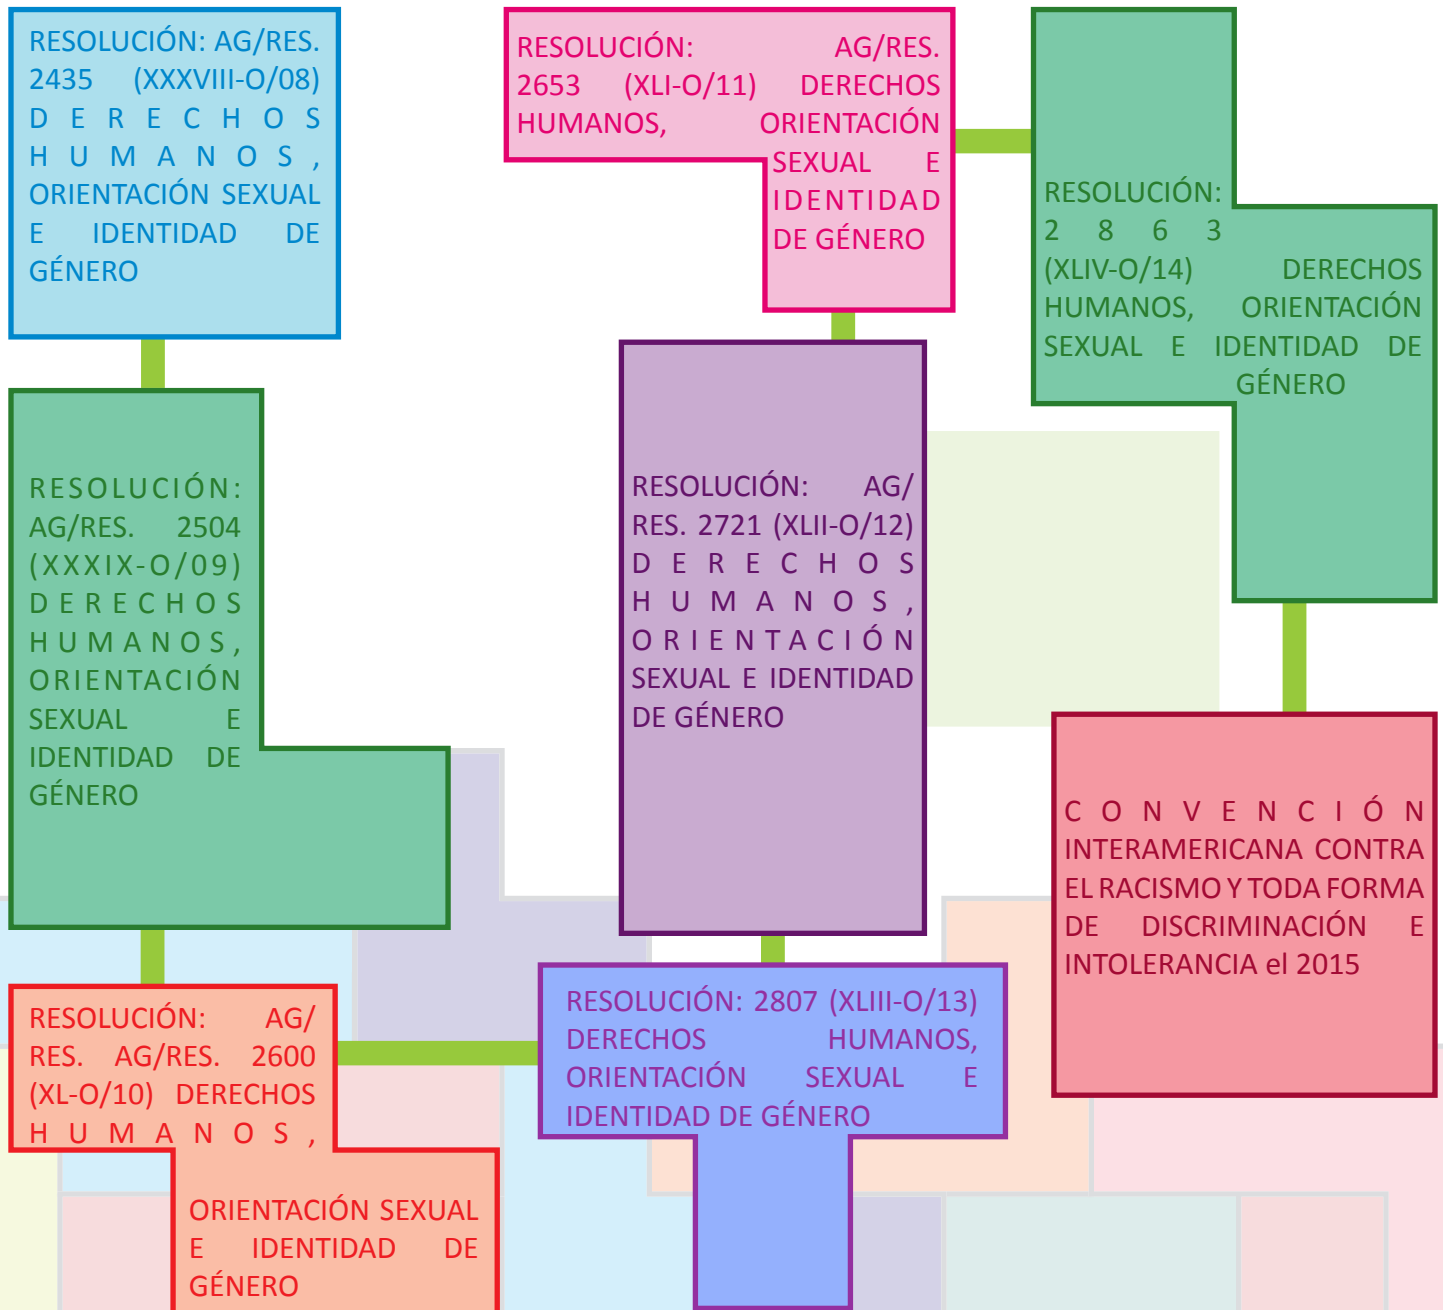 RESOLUCIÓN: AG/RES.
2435 (XXXVIII-O/08)
DERECHOS
HUMANOS,
ORIENTACIÓN SEXUAL
E IDENTIDAD DE
GÉNERO
RESOLUCIÓN:
AG/RES. 2504
(XXXIX-O/09)
DERECHOS
HUMANOS,
ORIENTACIÓN
SEXUAL E
IDENTIDAD DE
GÉNERO
RESOLUCIÓN: AG/
RES. AG/RES. 2600
(XL-O/10) DERECHOS
HUMANOS,
ORIENTACIÓN SEXUAL
E IDENTIDAD DE
GÉNERO
RESOLUCIÓN: 2807 (XLIII-O/13)
DERECHOS HUMANOS,
ORIENTACIÓN SEXUAL E
IDENTIDAD DE GÉNERO
RESOLUCIÓN: AG/
RES. 2721 (XLII-O/12)
DERECHOS
HUMANOS,
ORIENTACIÓN
SEXUAL E IDENTIDAD
DE GÉNERO
RESOLUCIÓN: AG/RES.
2653 (XLI-O/11) DERECHOS
HUMANOS, ORIENTACIÓN
SEXUAL E
IDENTIDAD
DE GÉNERO
RESOLUCIÓN:
2863
(XLIV-O/14) DERECHOS
HUMANOS, ORIENTACIÓN
SEXUAL E IDENTIDAD DE
GÉNERO
CONVENCIÓN
INTERAMERICANA CONTRA
EL RACISMO Y TODA FORMA
DE DISCRIMINACIÓN E
INTOLERANCIA el 2015